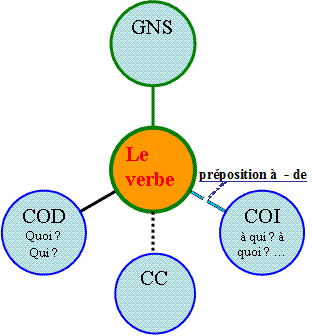 GNS
Le
verbe
préposition à - de
COD
Quoi ?
Qui ?
COI
à qui ? à
quoi ? ...
CC